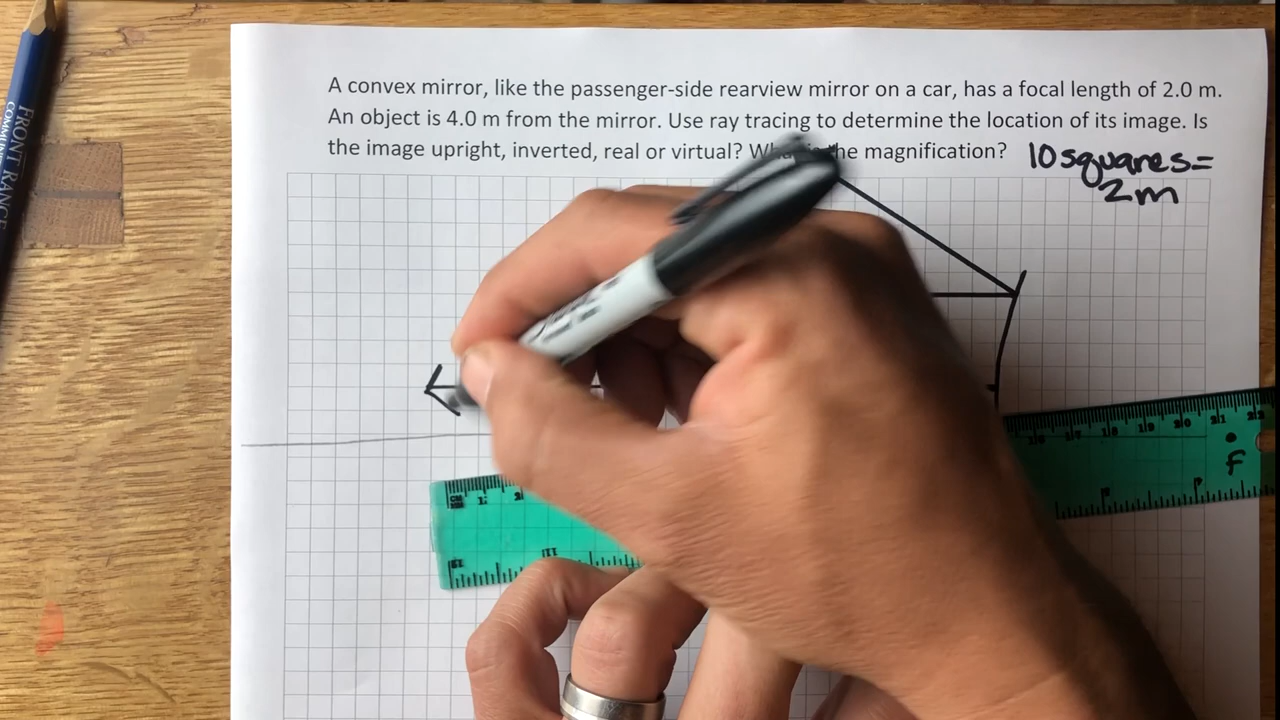 A convex mirror, like the passenger-side rearview mirror on a car, has a focal length of 2.0 m.
An object is 4.0 m from the mirror. Use ray tracing to determine the location of its image. Is
the image upright, inverted, real or virtual? the magnification?
10 squares =
2m
FRONT RANGE
f